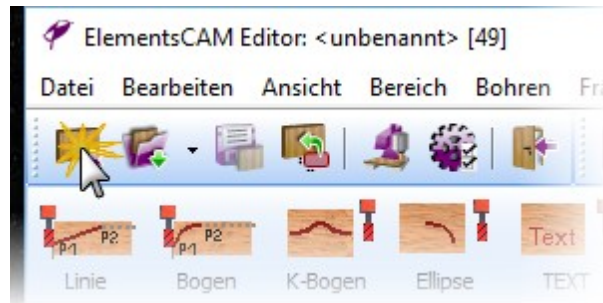 ElementsCAM Editor: <unbenannt> [49]
Datei Bearbeiten Ansicht Bereich Bohren Fra
P1 P2 P1 P2 Text
Linie Bogen K-Bogen Ellipse TEXT